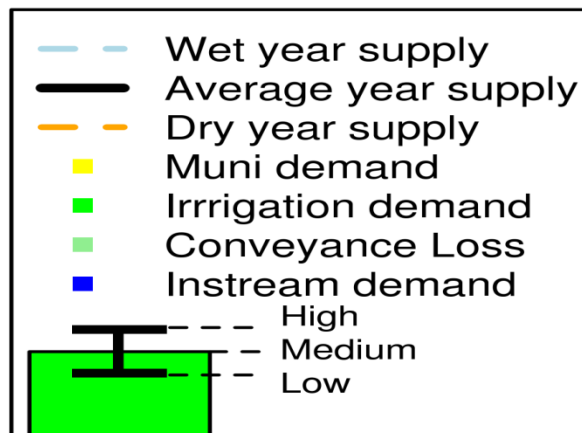 Wet year supply
Average year supply
Dry year supply
Muni demand
Irrrigation demand
Conveyance Loss
Instream demand
High
Medium
Low